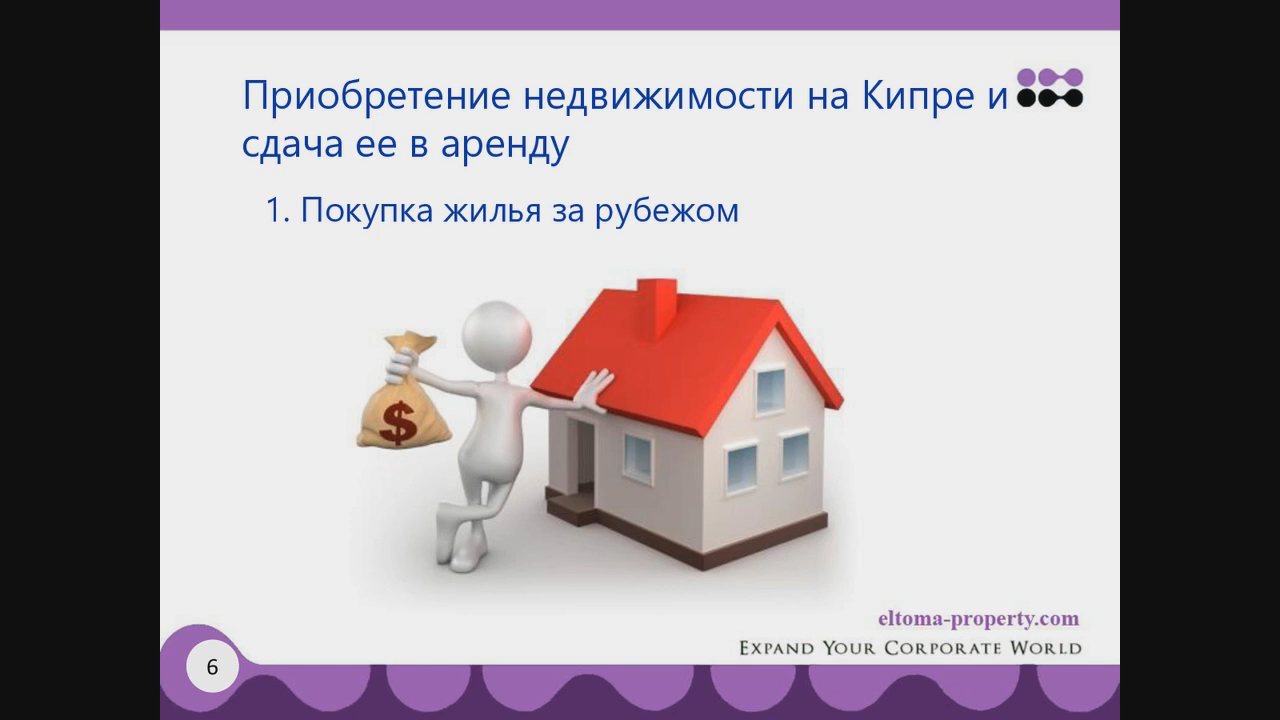 Приобретение недвижимости на Кипре и
сдача ее в аренду
1. Покупка жилья за рубежом
$
eltoma-property.com
EXPAND YOUR CORPORATE WORLD
6